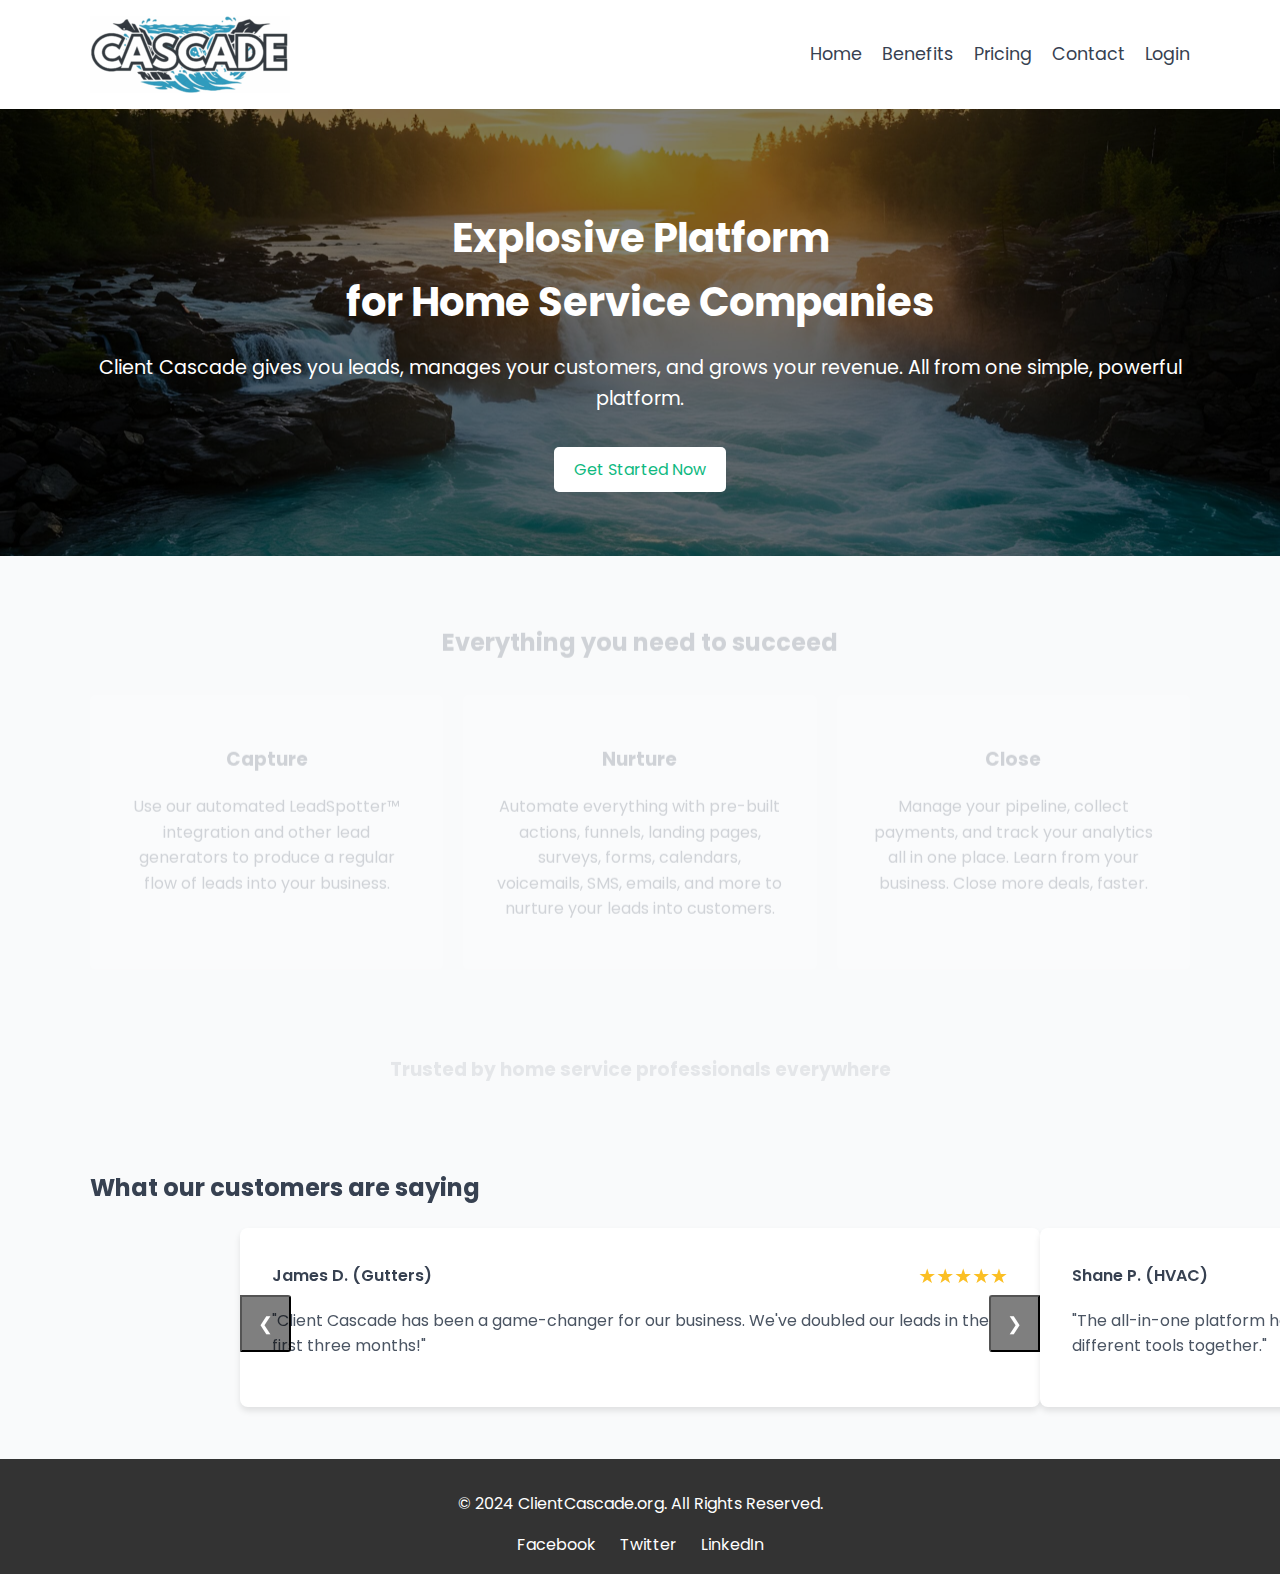 CASCADE
Home Benefits Pricing Contact Login
Explosive Platform
for Home Service Companies
Client Cascade gives you leads, manages your customers, and grows your revenue. All from one simple, powerful
platform.
Get Started Now
Everything you need to succeed
Capture
Use our automated LeadSpotter™
integration and other lead
generators to produce a regular
flow of leads into your business.
Nurture
Automate everything with pre-built
actions, funnels, landing pages,
surveys, forms, calendars,
voicemails, SMS, emails, and more to
nurture your leads into customers.
Close
Manage your pipeline, collect
payments, and track your analytics
all in one place. Learn from your
business. Close more deals, faster.
Trusted by home service professionals everywhere
What our customers are saying
James D. (Gutters) ★★★★★
"Client Cascade has been a game-changer for our business. We've doubled our leads in the
first three months!"
❮
❯
Shane P. (HVAC)
"The all-in-one platform
different tools together."
© 2024 ClientCascade.org. All Rights Reserved.
Facebook Twitter LinkedIn